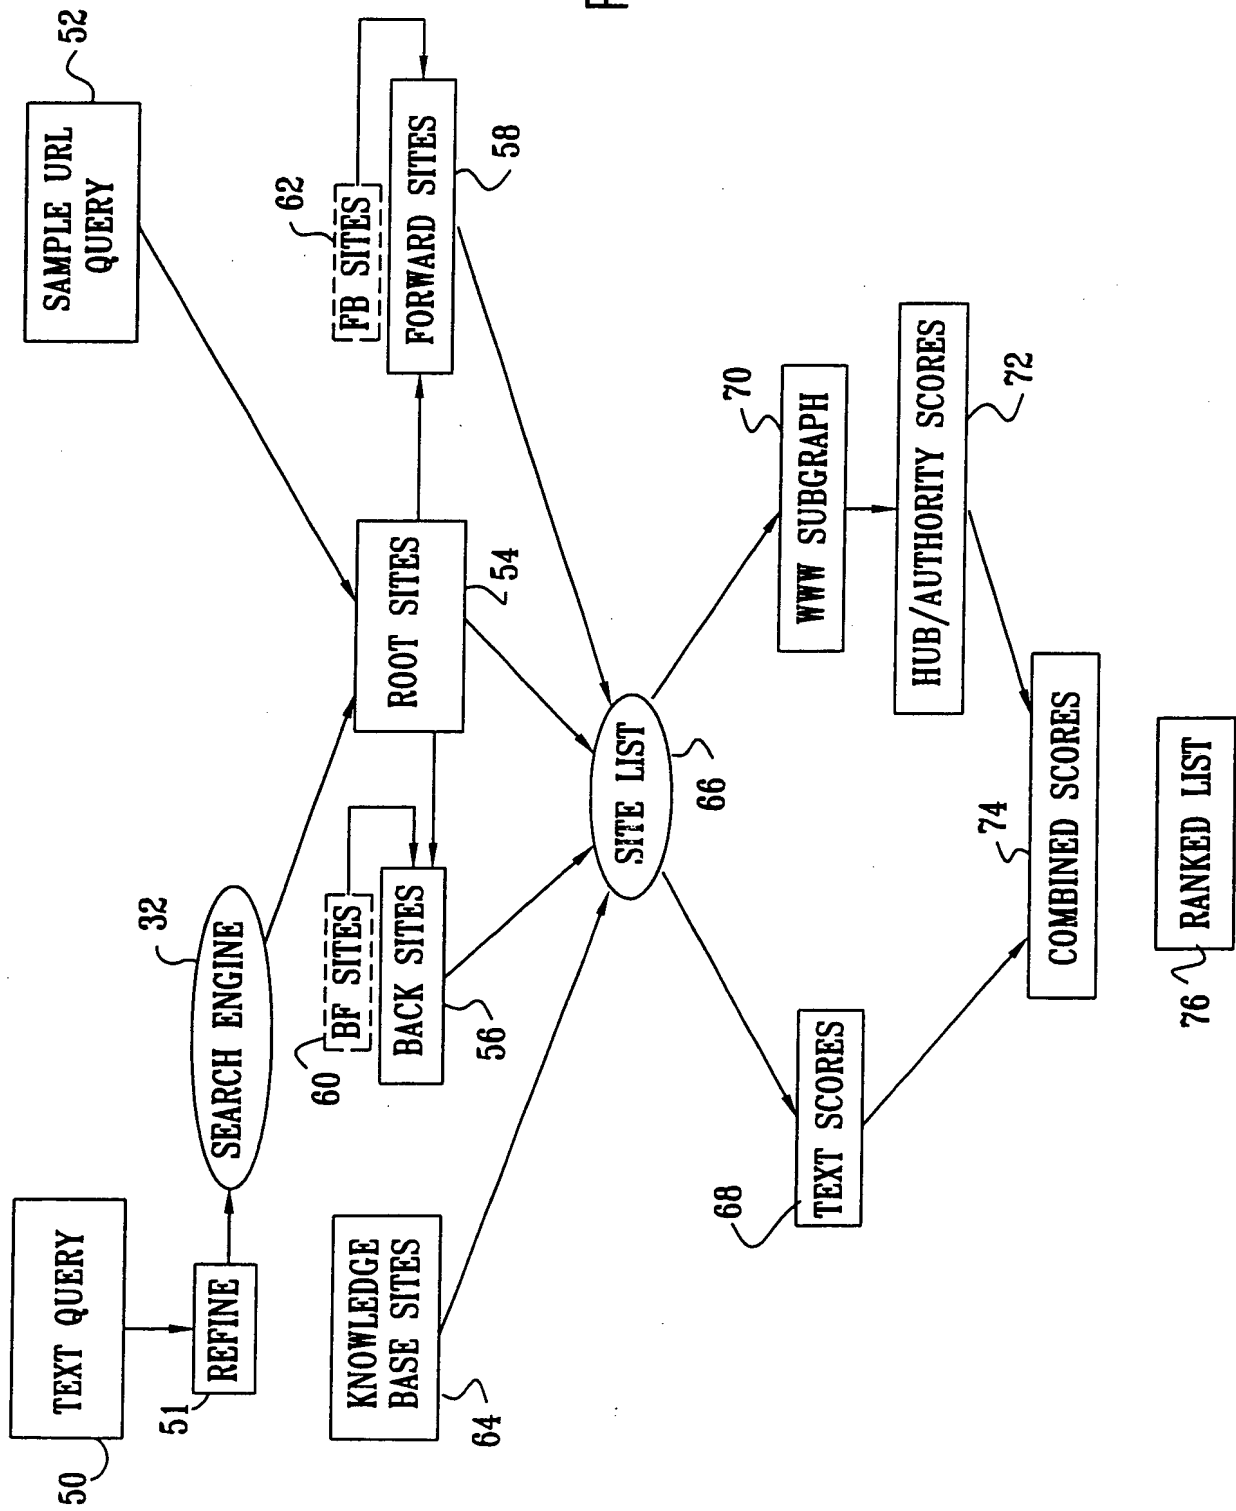 50
TEXT QUERY
SAMPLE URL
QUERY
52
51
REFINE
SEARCH ENGINE
32
KNOWLEDGE
BASE SITES
64
60
BF SITES
BACK SITES
56
ROOT SITES
54
62
FB SITES
FORWARD SITES
58
SITE LIST
66
68
TEXT SCORES
70
WWW SUBGRAPH
HUB/AUTHORITY SCORES
72
74
COMBINED SCORES
76
RANKED LIST